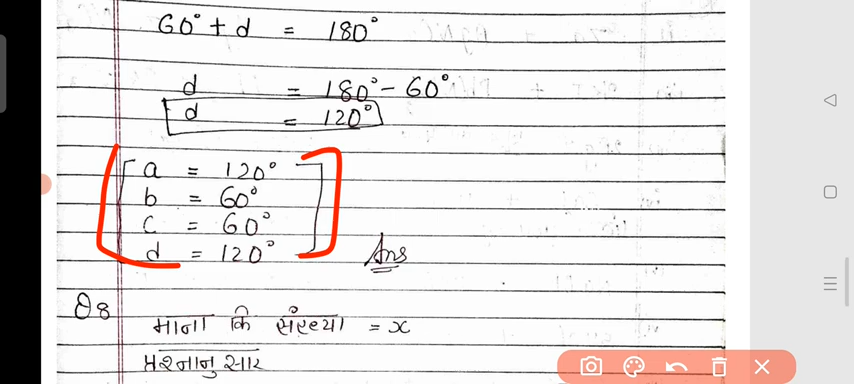 60° + d = 180°
d = 180° - 60°
d = 120°
a = 120°
b = 60°
c = 60°
d = 120°
Ans
Q8
माना कि संख्या = x
प्रश्नानुसार